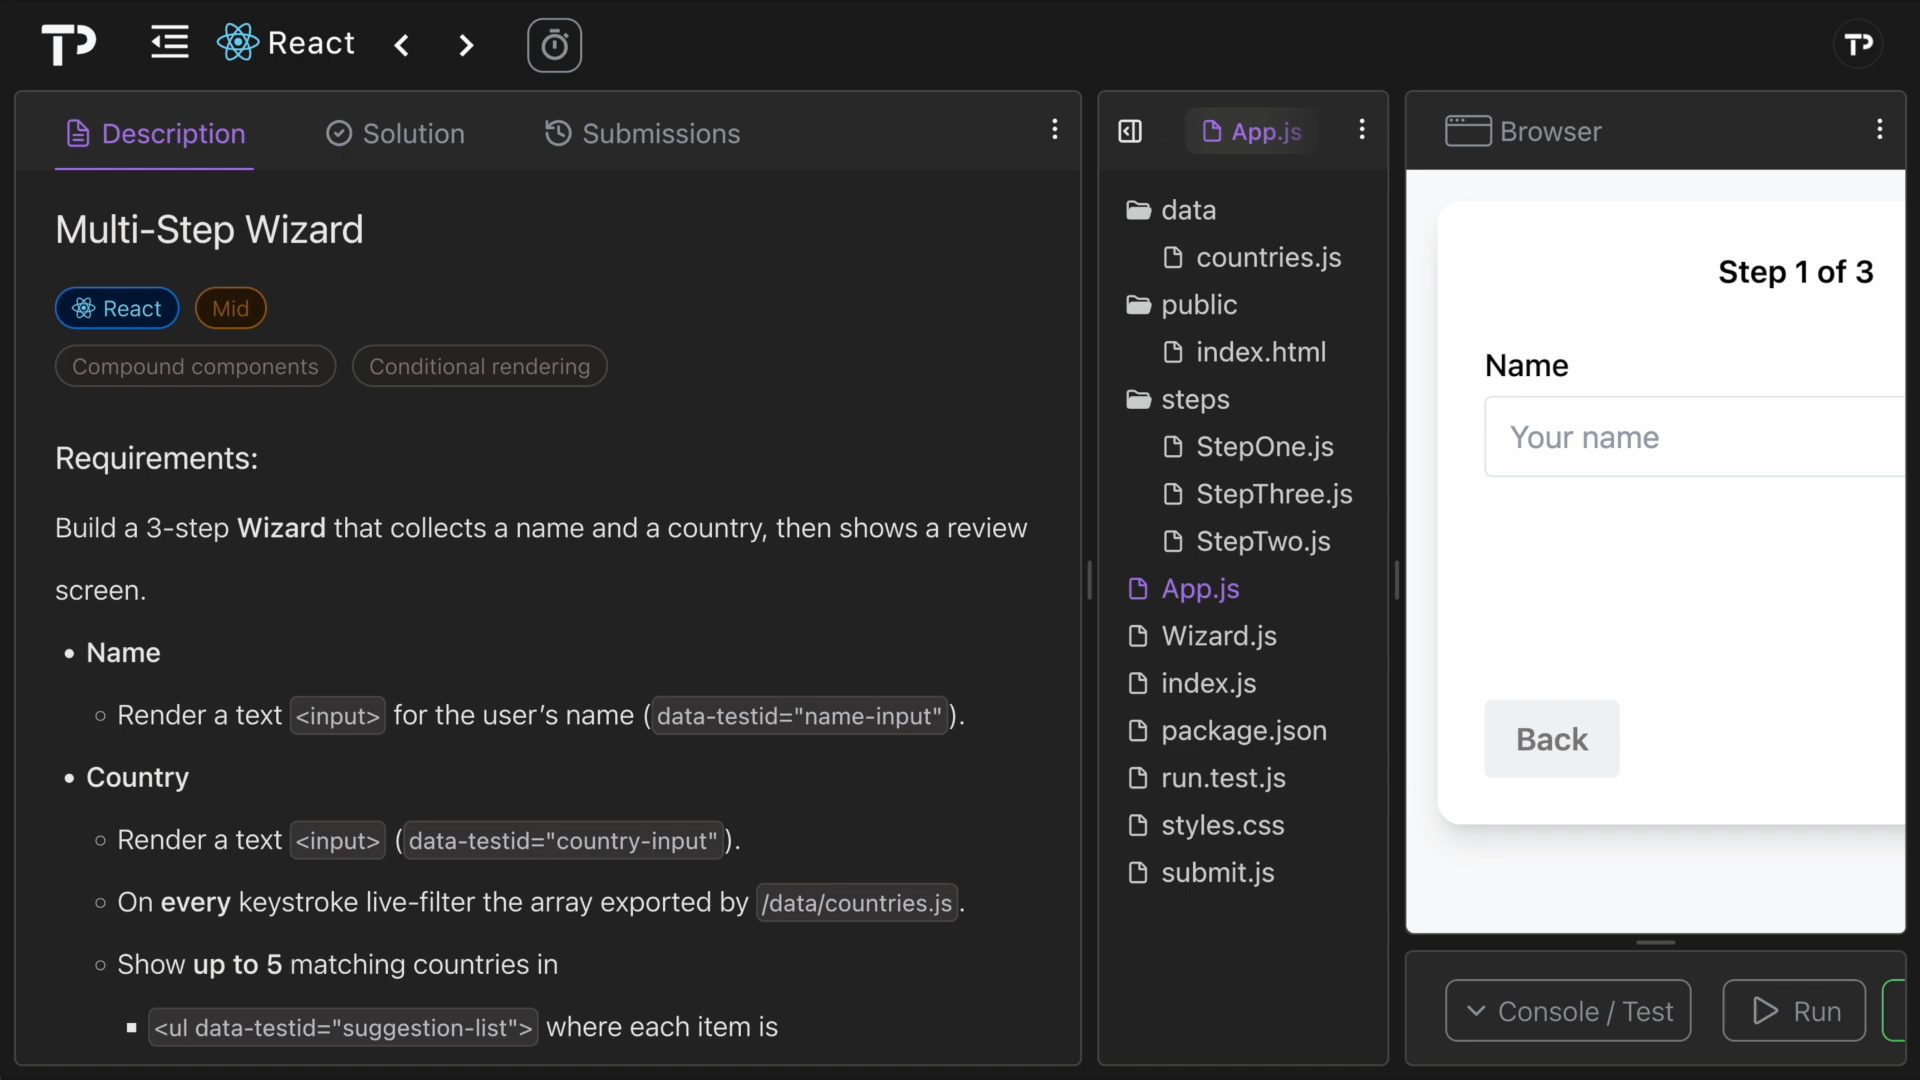 TP
React
TP
Description
Solution
Submissions
Multi-Step Wizard
React
Mid
Compound components
Conditional rendering
Requirements:
Build a 3-step Wizard that collects a name and a country, then shows a review
screen.
• Name
○ Render a text <input> for the user’s name (data-testid="name-input").
• Country
○ Render a text <input> (data-testid="country-input").
○ On every keystroke live-filter the array exported by /data/countries.js.
○ Show up to 5 matching countries in
▪ <ul data-testid="suggestion-list"> where each item is
App.js
data
countries.js
public
index.html
steps
StepOne.js
StepThree.js
StepTwo.js
App.js
Wizard.js
index.js
package.json
run.test.js
styles.css
submit.js
Browser
Step 1 of 3
Name
Your name
Back
Console / Test
Run